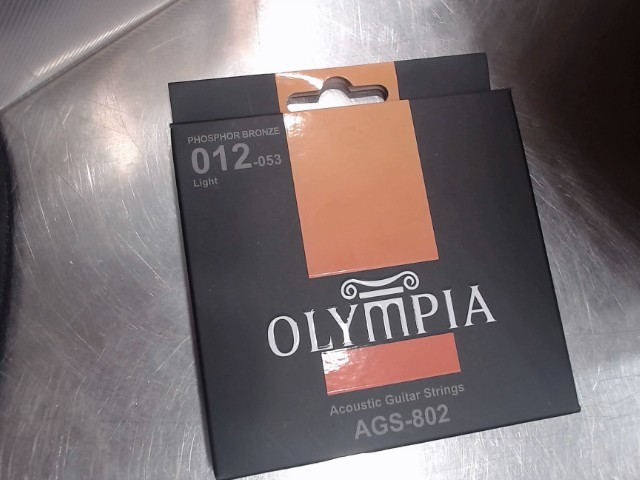 PHOSPHOR BRONZE
012-053
Light
OLYMPIA
Acoustic Guitar Strings
AGS-802